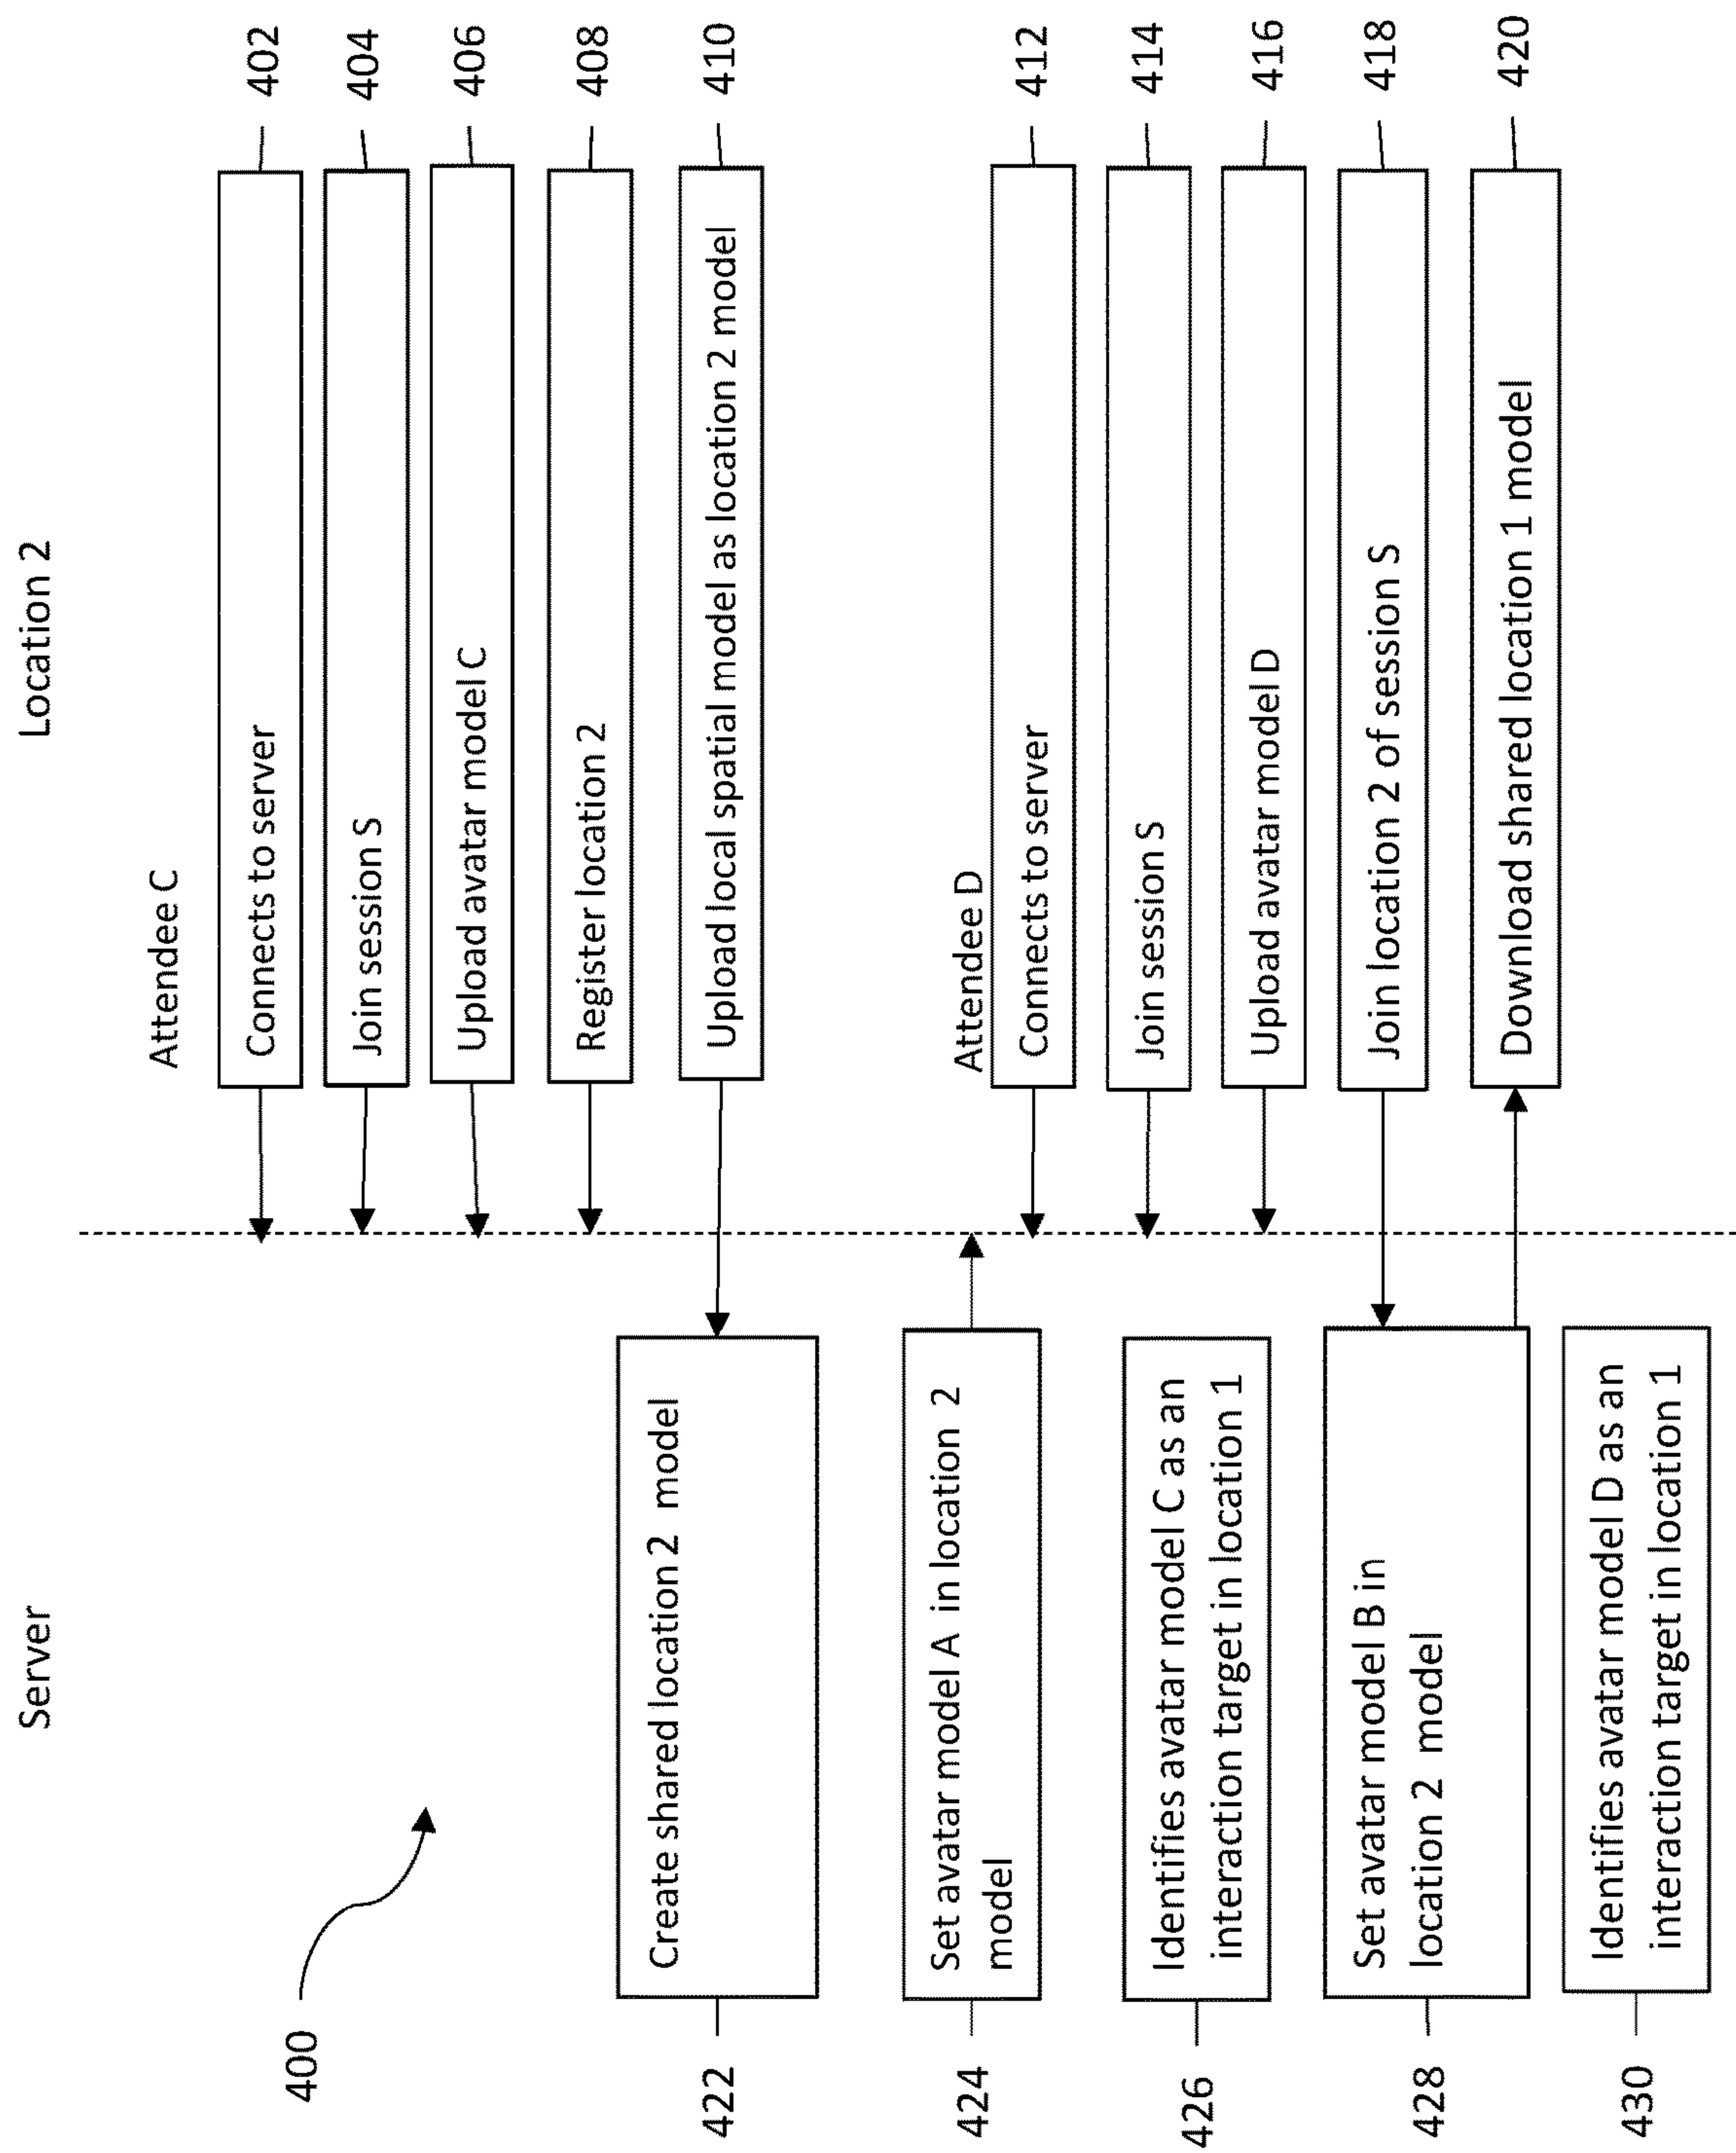 Server
Location 2
400
Attendee C
Connects to server
402
Join session S
404
Upload avatar model C
406
Register location 2
408
Upload local spatial model as location 2 model
410
422
Create shared location 2 model
424
Set avatar model A in location 2
model
Attendee D
Connects to server
412
Join session S
414
426
Identifies avatar model C as an
interaction target in location 1
Upload avatar model D
416
428
Set avatar model B in
location 2 model
Join location 2 of session S
418
Download shared location 1 model
420
430
Identifies avatar model D as an
interaction target in location 1